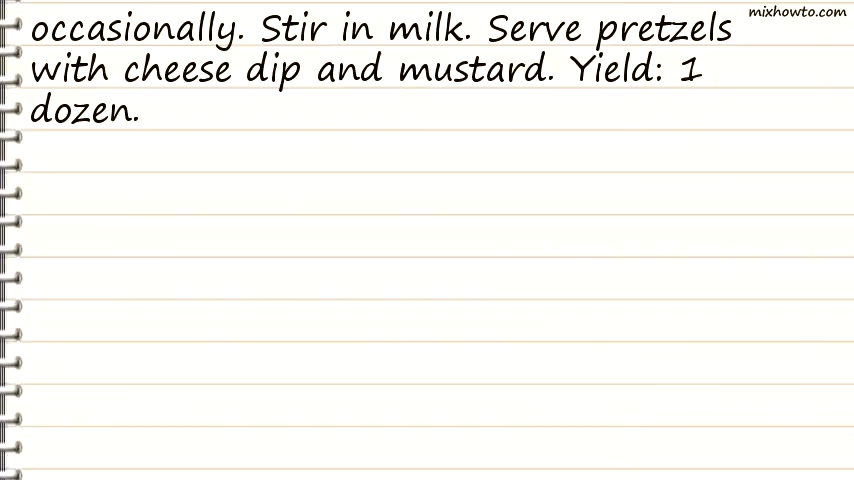 mixhowto.com
occasionally. Stir in milk. Serve pretzels
with cheese dip and mustard. Yield: 1
dozen.